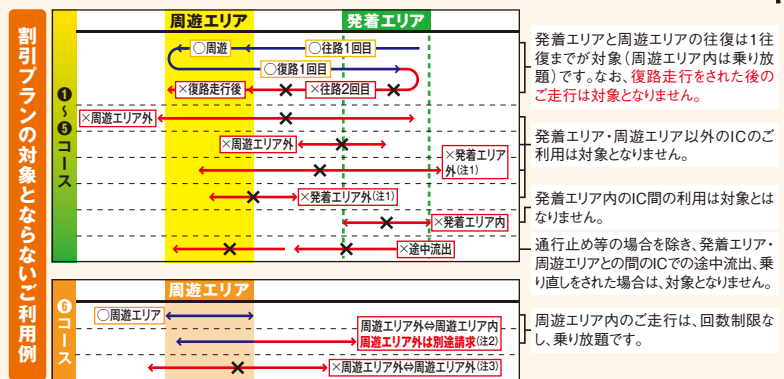 割引プランの対象とならないご利用例
❶～❺コース
周遊エリア
発着エリア
○周遊
○往路1回目
○復路1回目
×復路走行後
×往路2回目
×周遊エリア外
×周遊エリア外
×発着エリア
外(注1)
×発着エリア外(注1)
×発着エリア内
×途中流出
発着エリアと周遊エリアの往復は1往
復までが対象(周遊エリア内は乗り放
題)です。なお、復路走行をされた後の
ご走行は対象となりません。
発着エリア・周遊エリア以外のICのご
利用は対象となりません。
発着エリア内のIC間の利用は対象とは
なりません。
通行止め等の場合を除き、発着エリア・
周遊エリアとの間のICでの途中流出、乗
り直しをされた場合は、対象となりません。
❻コース
周遊エリア
○周遊エリア
周遊エリア外⇔周遊エリア内
周遊エリア外は別途請求(注2)
×周遊エリア外⇔周遊エリア外(注3)
周遊エリア内のご走行は、回数制限な
し、乗り放題です。